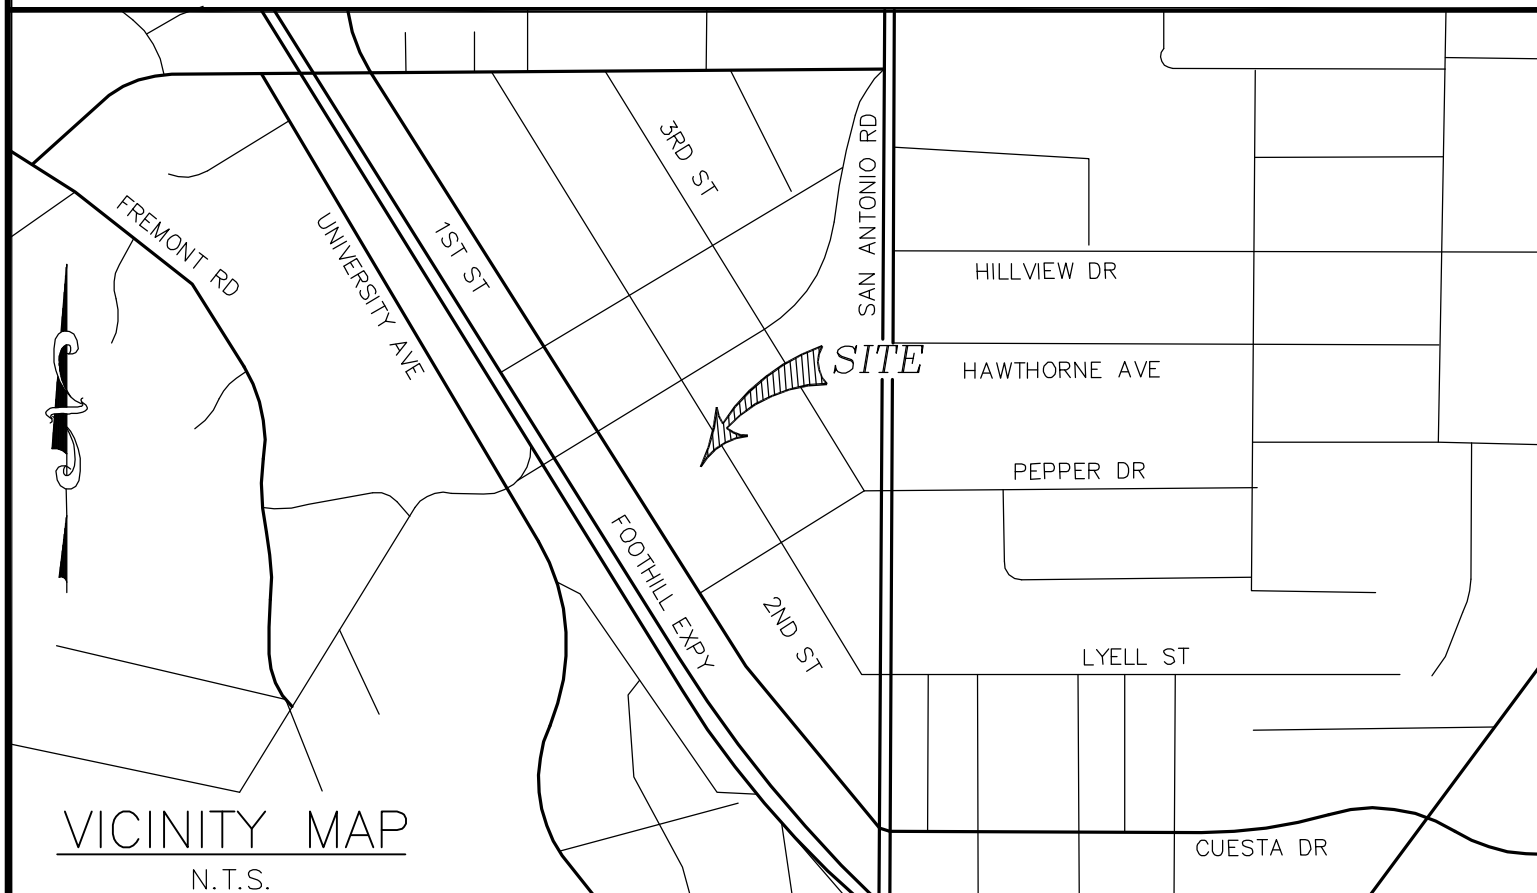 3RD ST
SAN ANTONIO RD
FREMONT RD
UNIVERSITY AVE
1ST ST
HILLVIEW DR
SITE
HAWTHORNE AVE
PEPPER DR
FOOTHILL EXPY
2ND ST
LYELL ST
VICINITY MAP
CUESTA DR
N.T.S.